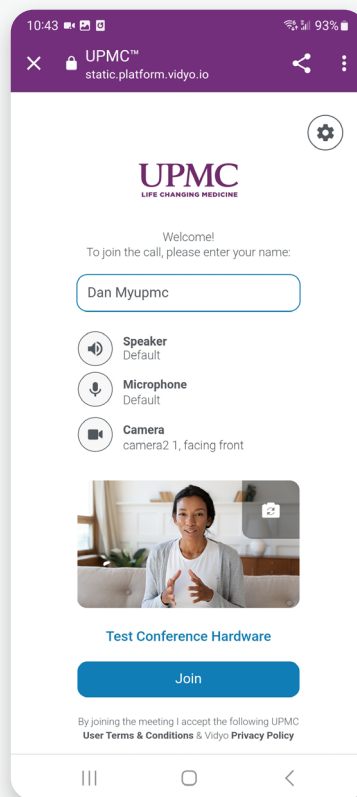 10:43
93%
UPMC™
static.platform.vidyo.io
UPMC
LIFE CHANGING MEDICINE
Welcome!
To join the call, please enter your name:
Dan Myupmc
Speaker
Default
Microphone
Default
Camera
camera2 1, facing front
Test Conference Hardware
Join
By joining the meeting I accept the following UPMC
User Terms & Conditions & Vidyo Privacy Policy